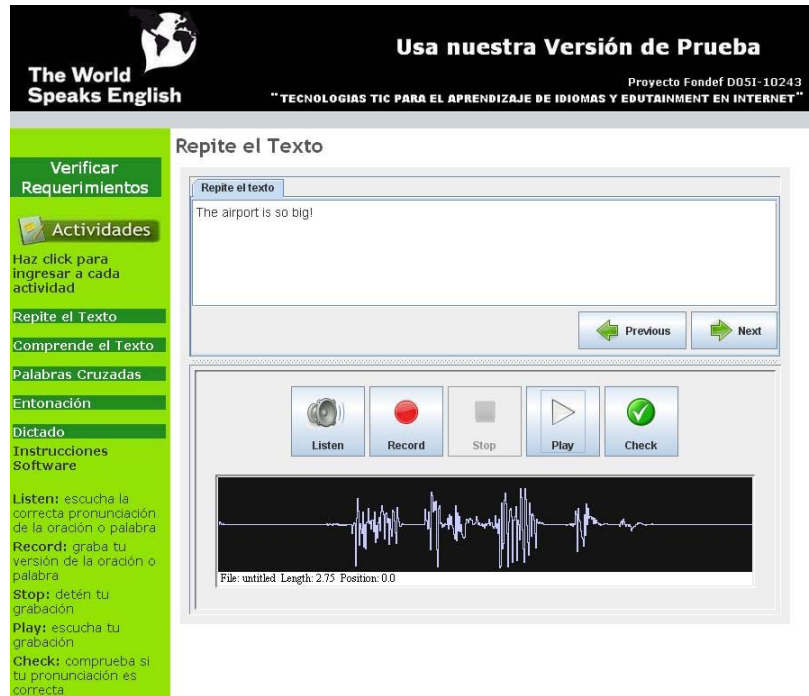 The World
Speaks English
Usa nuestra Versión de Prueba
Proyecto Fondef D05I-10243
"TECNOLOGIAS TIC PARA EL APRENDIZAJE DE IDIOMAS Y EDUTAINMENT EN INTERNET"
Verificar
Requerimientos
Actividades
Haz click para
ingresar a cada
actividad
Repite el Texto
Comprende el Texto
Palabras Cruzadas
Entonación
Dictado
Instrucciones
Software
Listen: escucha la
correcta pronunciación
de la oración o palabra
Record: graba tu
versión de la oración o
palabra
Stop: detén tu
grabación
Play: escucha tu
grabación
Check: comprueba si
tu pronunciación es
correcta
Repite el Texto
Repite el texto
The airport is so big!
Previous
Next
Listen
Record
Stop
Play
Check
File: untitled Length: 2.75 Position: 0.0